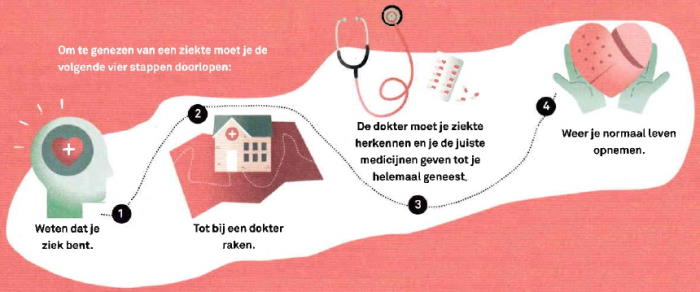 Om te genezen van een ziekte moet je de
volgende vier stappen doorlopen:
1
Weten dat je
ziek bent.
2
Tot bij een dokter
raken.
De dokter moet je ziekte
herkennen en je de juiste
medicijnen geven tot je
helemaal geneest.
3
4
Weer je normaal leven
opnemen.